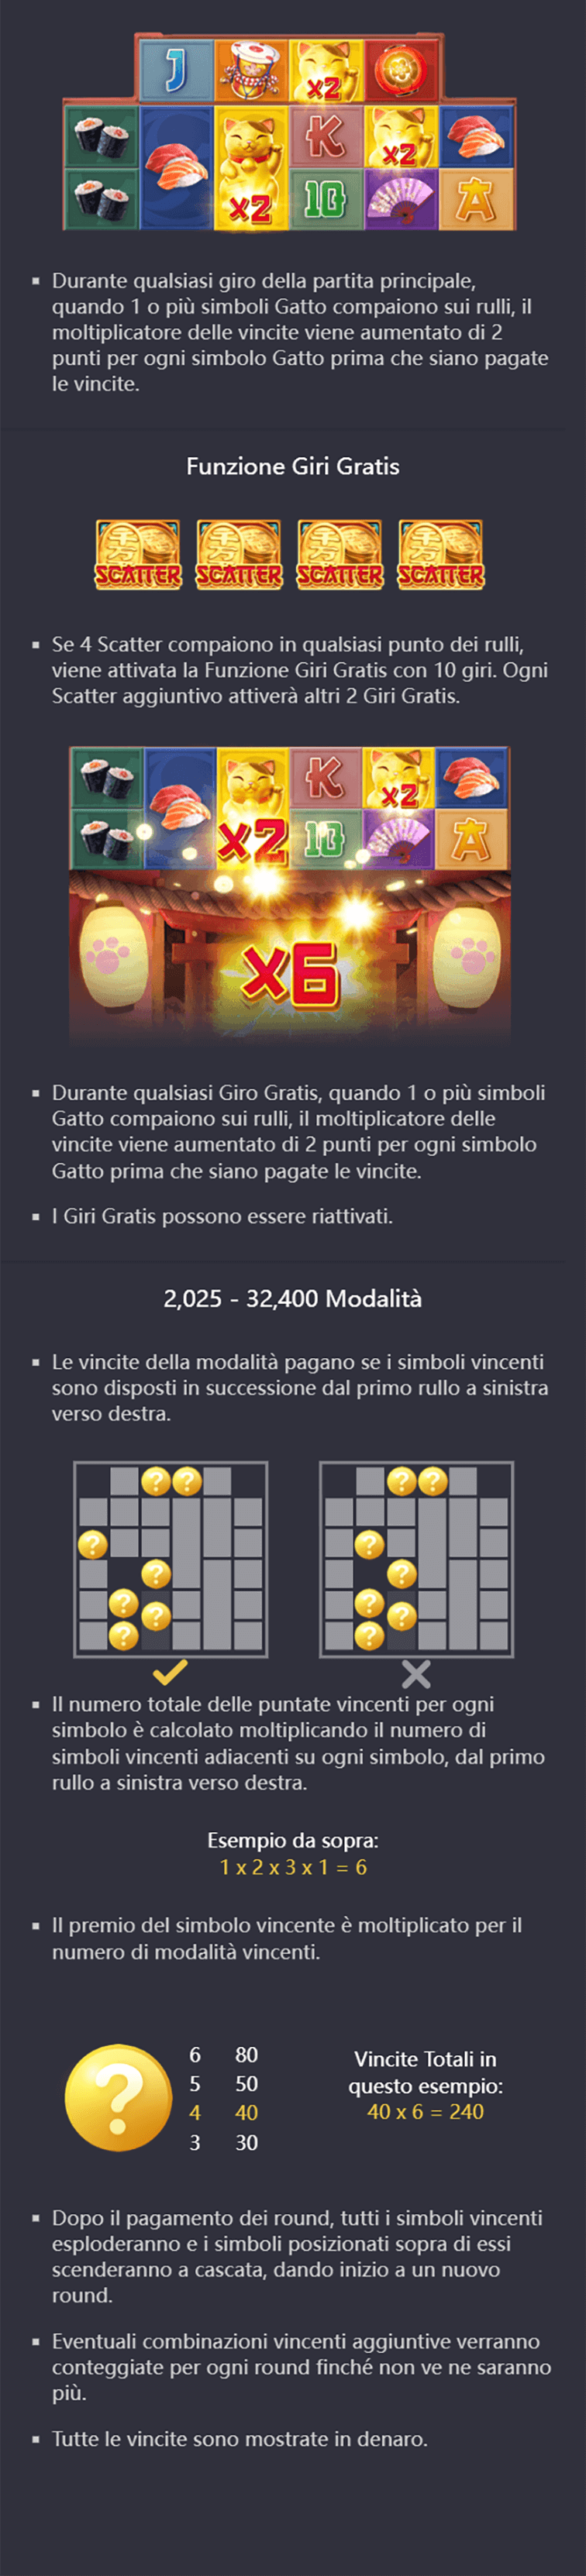 J
x2
K
x2
x2
10
A
Durante qualsiasi giro della partita principale,
quando 1 o più simboli Gatto compaiono sui rulli, il
moltiplicatore delle vincite viene aumentato di 2
punti per ogni simbolo Gatto prima che siano pagate
le vincite.
Funzione Giri Gratis
SCATTER SCATTER SCATTER SCATTER
Se 4 Scatter compaiono in qualsiasi punto dei rulli,
viene attivata la Funzione Giri Gratis con 10 giri. Ogni
Scatter aggiuntivo attiverà altri 2 Giri Gratis.
K
x2
x2
10
A
x6
Durante qualsiasi Giro Gratis, quando 1 o più simboli
Gatto compaiono sui rulli, il moltiplicatore delle
vincite viene aumentato di 2 punti per ogni simbolo
Gatto prima che siano pagate le vincite.
I Giri Gratis possono essere riattivati.
2,025 - 32,400 Modalità
Le vincite della modalità pagano se i simboli vincenti
sono disposti in successione dal primo rullo a sinistra
verso destra.
? ? ? ?
? ?
? ?
? ?
? ?
? ?
Il numero totale delle puntate vincenti per ogni
simbolo è calcolato moltiplicando il numero di
simboli vincenti adiacenti su ogni simbolo, dal primo
rullo a sinistra verso destra.
Esempio da sopra:
1 x 2 x 3 x 1 = 6
Il premio del simbolo vincente è moltiplicato per il
numero di modalità vincenti.
?
6 80
5 50
4 40
3 30
Vincite Totali in
questo esempio:
40 x 6 = 240
Dopo il pagamento dei round, tutti i simboli vincenti
esploderanno e i simboli posizionati sopra di essi
scenderanno a cascata, dando inizio a un nuovo
round.
Eventuali combinazioni vincenti aggiuntive verranno
conteggiate per ogni round finché non ve ne saranno
più.
Tutte le vincite sono mostrate in denaro.